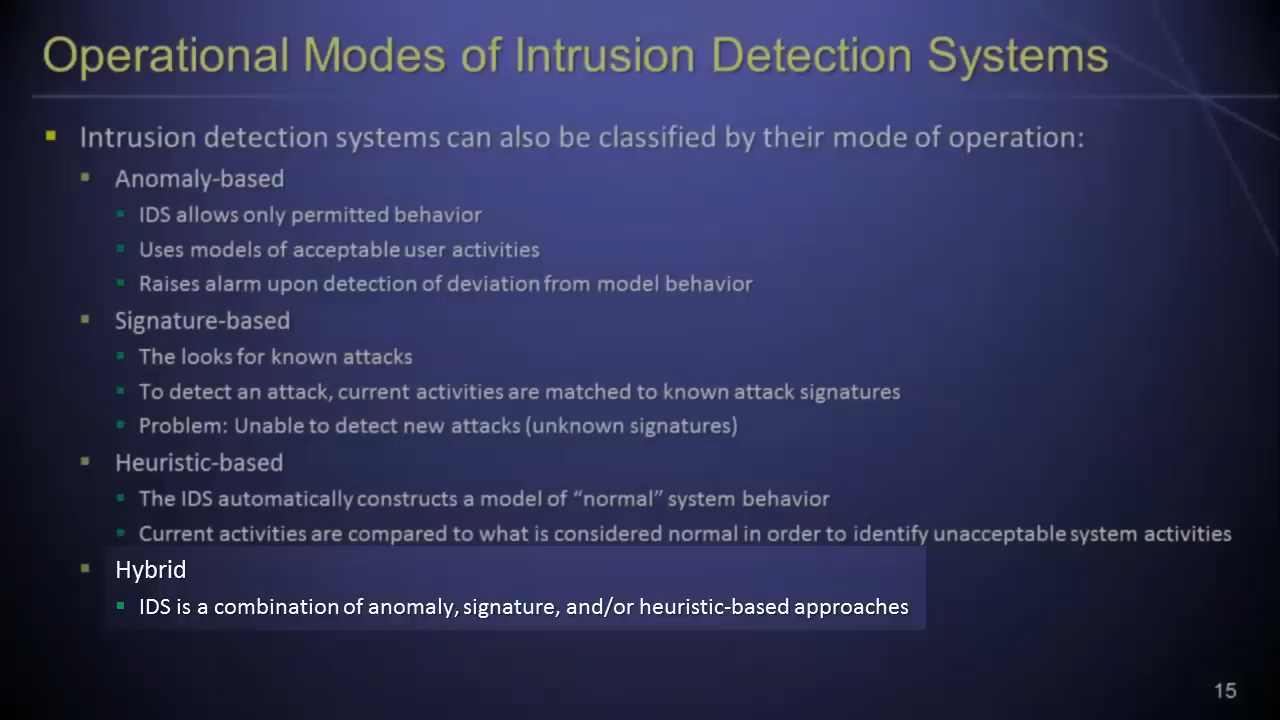 Operational Modes of Intrusion Detection Systems
Intrusion detection systems can also be classified by their mode of operation:
Anomaly-based
IDS allows only permitted behavior
Uses models of acceptable user activities
Raises alarm upon detection of deviation from model behavior
Signature-based
The looks for known attacks
To detect an attack, current activities are matched to known attack signatures
Problem: Unable to detect new attacks (unknown signatures)
Heuristic-based
The IDS automatically constructs a model of “normal” system behavior
Current activities are compared to what is considered normal in order to identify unacceptable system activities
Hybrid
IDS is a combination of anomaly, signature, and/or heuristic-based approaches
15